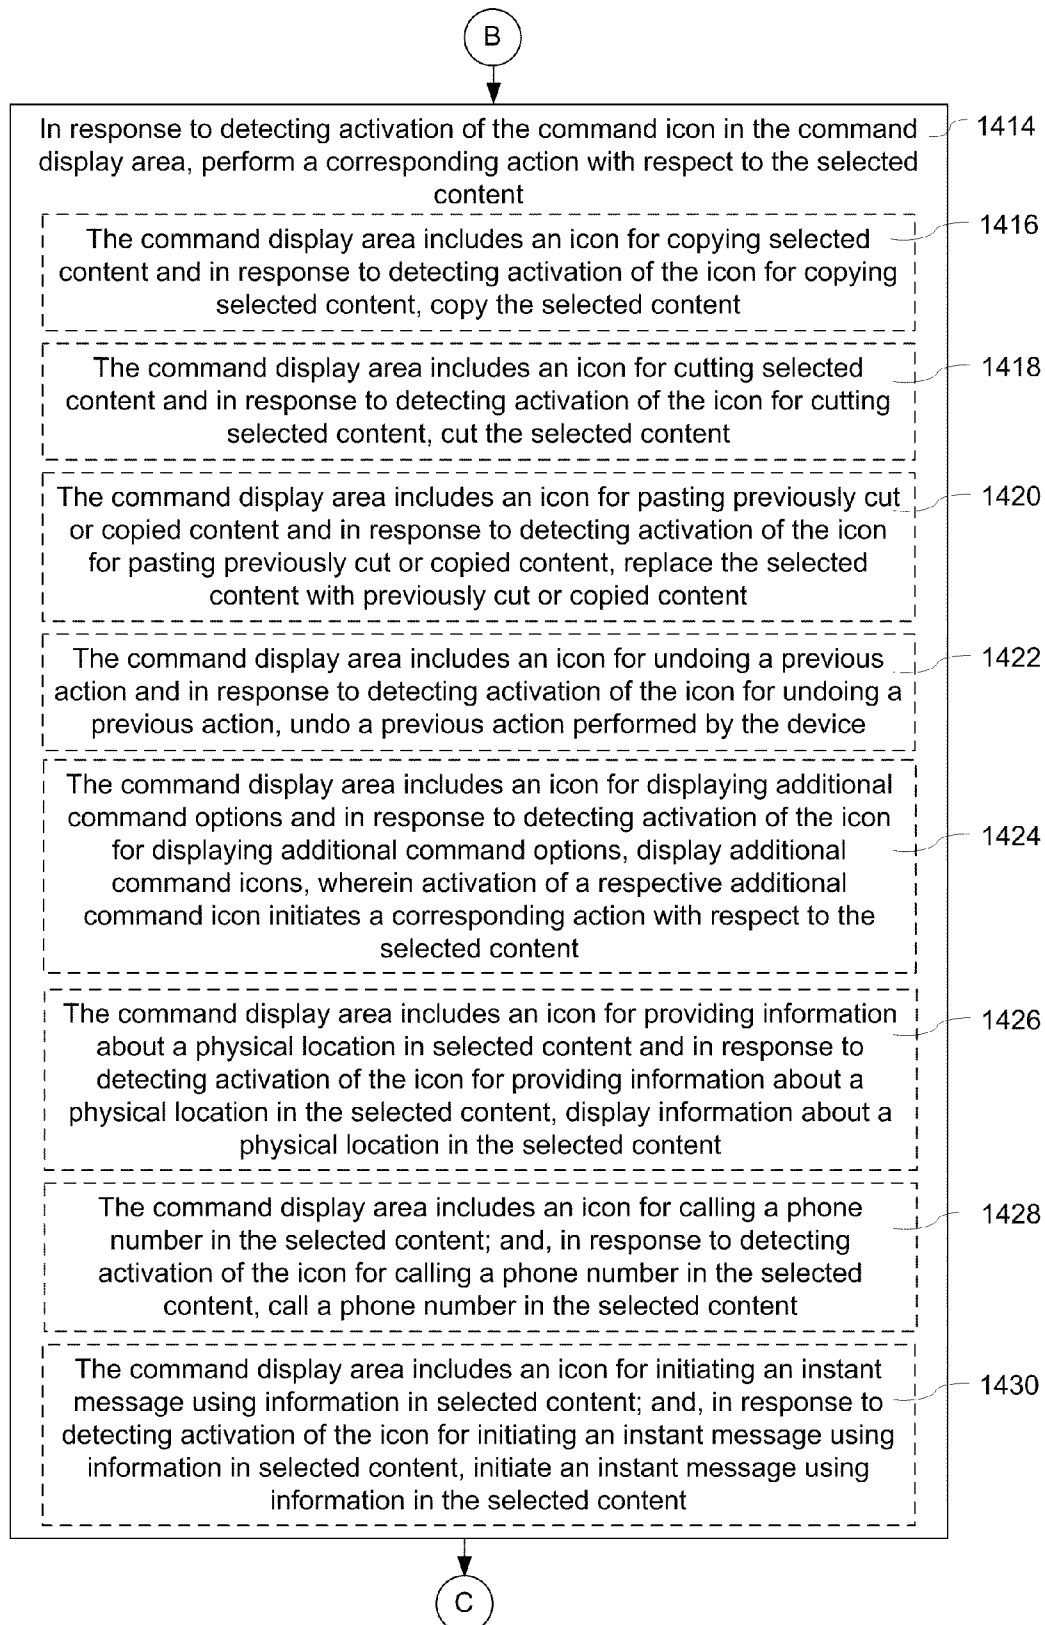 B
In response to detecting activation of the command icon in the command
display area, perform a corresponding action with respect to the selected
content
1414
The command display area includes an icon for copying selected
content and in response to detecting activation of the icon for copying
selected content, copy the selected content
1416
The command display area includes an icon for cutting selected
content and in response to detecting activation of the icon for cutting
selected content, cut the selected content
1418
The command display area includes an icon for pasting previously cut
or copied content and in response to detecting activation of the icon
for pasting previously cut or copied content, replace the selected
content with previously cut or copied content
1420
The command display area includes an icon for undoing a previous
action and in response to detecting activation of the icon for undoing a
previous action, undo a previous action performed by the device
1422
The command display area includes an icon for displaying additional
command options and in response to detecting activation of the icon
for displaying additional command options, display additional
command icons, wherein activation of a respective additional
command icon initiates a corresponding action with respect to the
selected content
1424
The command display area includes an icon for providing information
about a physical location in selected content and in response to
detecting activation of the icon for providing information about a
physical location in the selected content, display information about a
physical location in the selected content
1426
The command display area includes an icon for calling a phone
number in the selected content; and, in response to detecting
activation of the icon for calling a phone number in the selected
content, call a phone number in the selected content
1428
The command display area includes an icon for initiating an instant
message using information in selected content; and, in response to
detecting activation of the icon for initiating an instant message using
information in selected content, initiate an instant message using
information in the selected content
1430
C